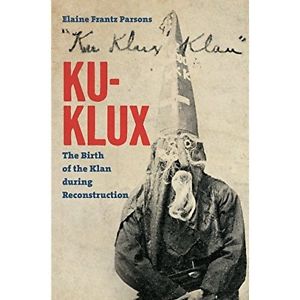 Elaine Frantz Parsons
"Ku Klux Klan"
KU-
KLUX
The Birth
of the Klan
during
Reconstruction